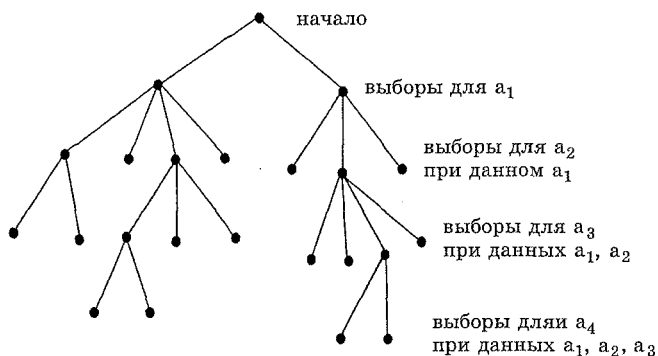 начало
выборы для a₁
выборы для a₂
при данном a₁
выборы для a₃
при данных a₁, a₂
выборы дляи a₄
при данных a₁, a₂, a₃